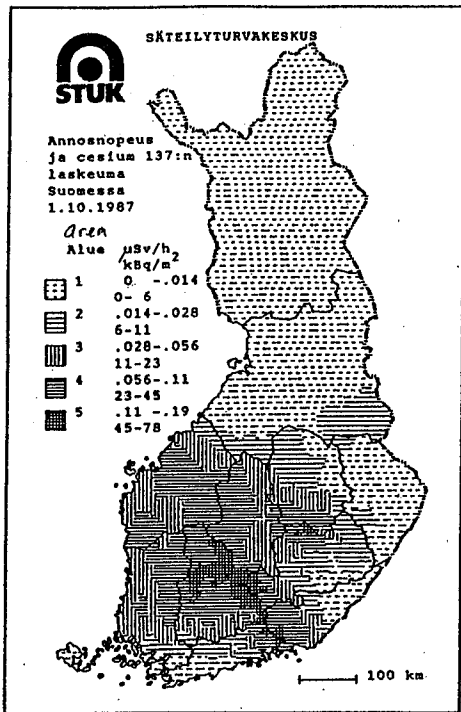 SÄTEILYTURVAKESKUS
STUK
Annosnopeus
ja cesium 137:n
laskeuma
Suomessa
1.10.1987
area
Alue µSv/h
kBq/m²
1 0 -.014
0- 6
2 .014-.028
6-11
3 .028-.056
11-23
4 .056-.11
23-45
5 .11 -.19
45-78
100 km